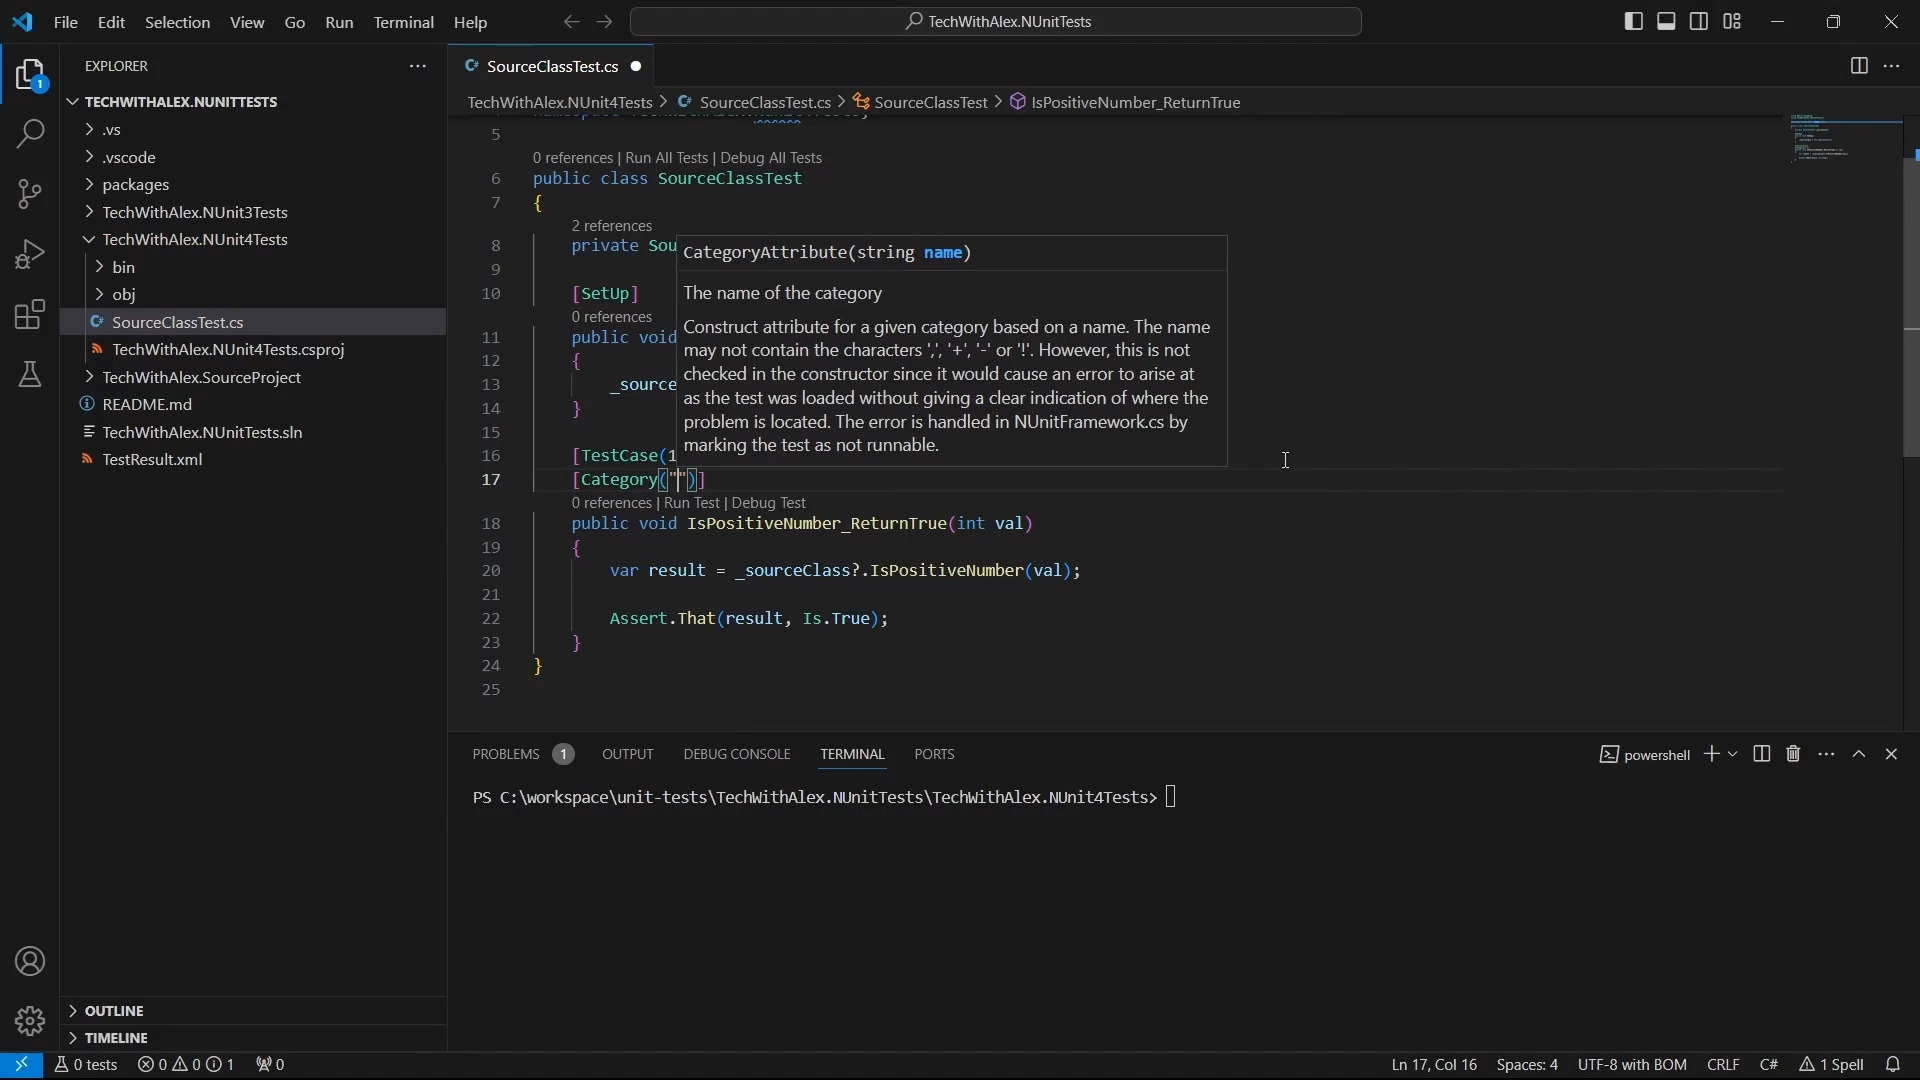 File Edit Selection View Go Run Terminal Help
TechWithAlex.NUnitTests
EXPLORER
TECHWITHALEX.NUNITTESTS
.vs
.vscode
packages
TechWithAlex.NUnit3Tests
TechWithAlex.NUnit4Tests
bin
obj
SourceClassTest.cs
TechWithAlex.NUnit4Tests.csproj
TechWithAlex.SourceProject
README.md
TechWithAlex.NUnitTests.sln
TestResult.xml
OUTLINE
TIMELINE
1
SourceClassTest.cs
TechWithAlex.NUnit4Tests > SourceClassTest.cs > SourceClassTest > IsPositiveNumber_ReturnTrue
5
0 references | Run All Tests | Debug All Tests
6 public class SourceClassTest
7 {
2 references
8 private Sou
9
10 [SetUp]
0 references
11 public void
12 {
13 _source
14 }
15
16 [TestCase(1
17 [Category("")]
0 references | Run Test | Debug Test
18 public void IsPositiveNumber_ReturnTrue(int val)
19 {
20 var result = _sourceClass?.IsPositiveNumber(val);
21
22 Assert.That(result, Is.True);
23 }
24 }
25
CategoryAttribute(string name)
The name of the category
Construct attribute for a given category based on a name. The name
may not contain the characters ',', '+', '-' or '!'. However, this is not
checked in the constructor since it would cause an error to arise at
as the test was loaded without giving a clear indication of where the
problem is located. The error is handled in NUnitFramework.cs by
marking the test as not runnable.
PROBLEMS 1 OUTPUT DEBUG CONSOLE TERMINAL PORTS
powershell
PS C:\workspace\unit-tests\TechWithAlex.NUnitTests\TechWithAlex.NUnit4Tests>
0 tests 0 0 1 0
Ln 17, Col 16 Spaces: 4 UTF-8 with BOM CRLF C# 1 Spell